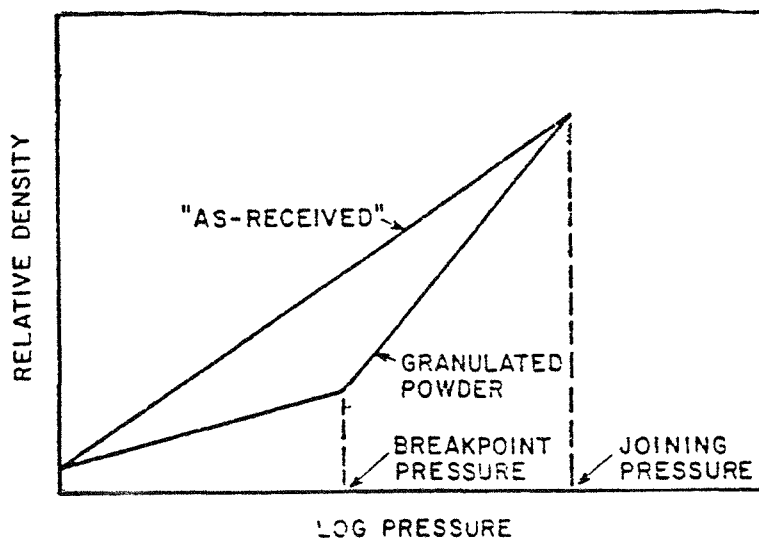 RELATIVE DENSITY
"AS-RECEIVED"
GRANULATED
POWDER
BREAKPOINT
PRESSURE
JOINING
PRESSURE
LOG PRESSURE